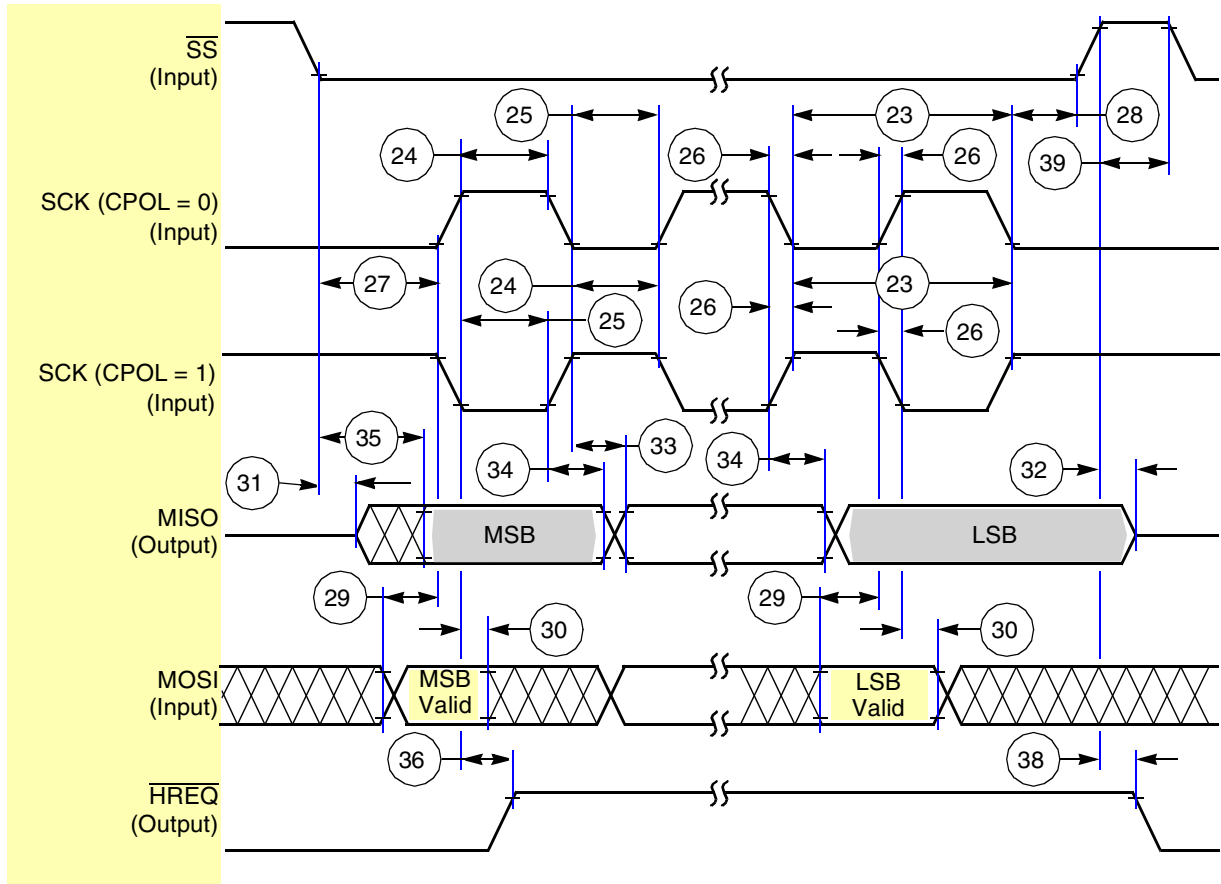 SS
(Input)
25
23
28
24
26
26
39
SCK (CPOL = 0)
(Input)
27
24
23
26
25
26
SCK (CPOL = 1)
(Input)
35
33
34
34
31
32
MISO
(Output)
MSB
LSB
29
29
30
30
MOSI
(Input)
MSB
Valid
LSB
Valid
36
38
HREQ
(Output)